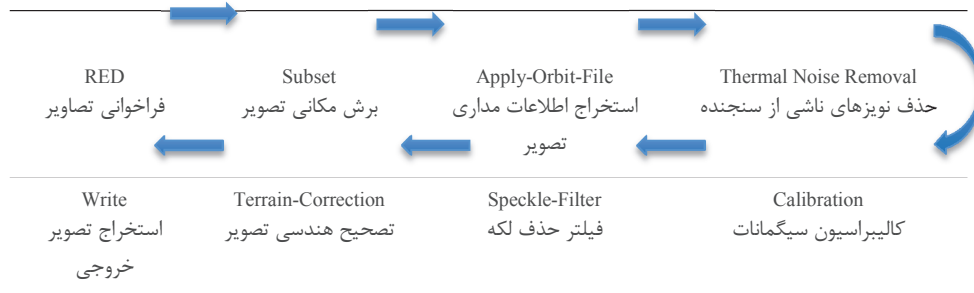 RED
فراخوانی تصاویر
Subset
برش مکانی تصویر
Apply-Orbit-File
استخراج اطلاعات مداری
تصویر
Thermal Noise Removal
حذف نویزهای ناشی از سنجنده
Calibration
کالیبراسیون سیگمانات
Speckle-Filter
فیلتر حذف لکه
Terrain-Correction
تصحیح هندسی تصویر
Write
استخراج تصویر
خروجی